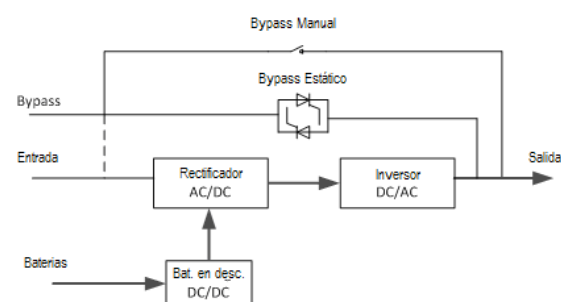 Bypass Manual
Bypass Estático
Bypass
Entrada
Salida
Rectificador
AC/DC
Inversor
DC/AC
Baterias
Bat. en desc.
DC/DC